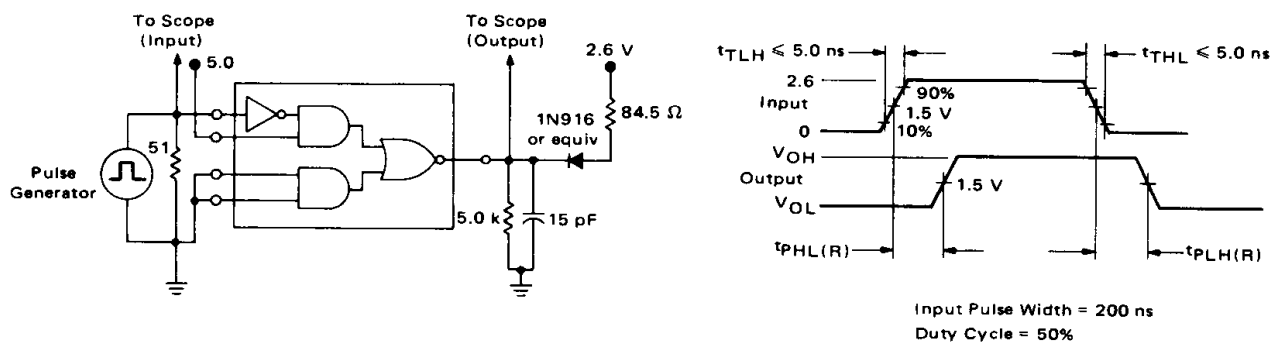 To Scope
(Input)
5.0
51
Pulse
Generator
To Scope
(Output)
2.6 V
84.5 Ω
1N916
or equiv
5.0 k
15 pF
tTLH ≤ 5.0 ns
tTHL ≤ 5.0 ns
2.6
Input
0
90%
1.5 V
10%
VOH
Output
VOL
1.5 V
tPHL(R)
tPLH(R)
Input Pulse Width = 200 ns
Duty Cycle = 50%